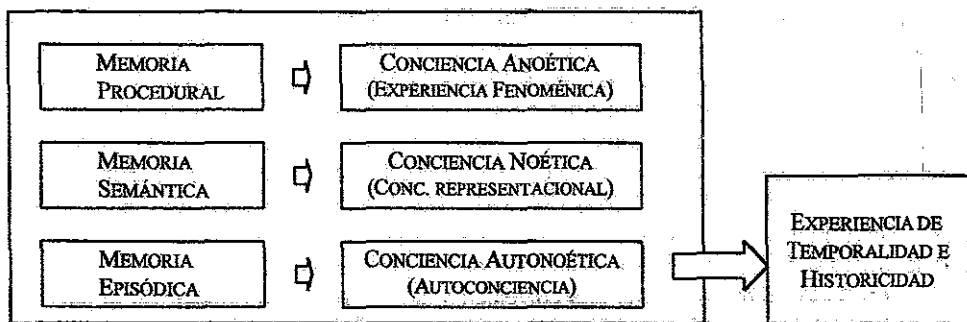 MEMORIA
PROCEDURAL
CONCIENCIA ANOÉTICA
(EXPERIENCIA FENOMÉNICA)
MEMORIA
SEMÁNTICA
CONCIENCIA NOÉTICA
(CONC. REPRESENTACIONAL)
MEMORIA
EPISÓDICA
CONCIENCIA AUTONOÉTICA
(AUTOCONCIENCIA)
EXPERIENCIA DE
TEMPORALIDAD E
HISTORICIDAD